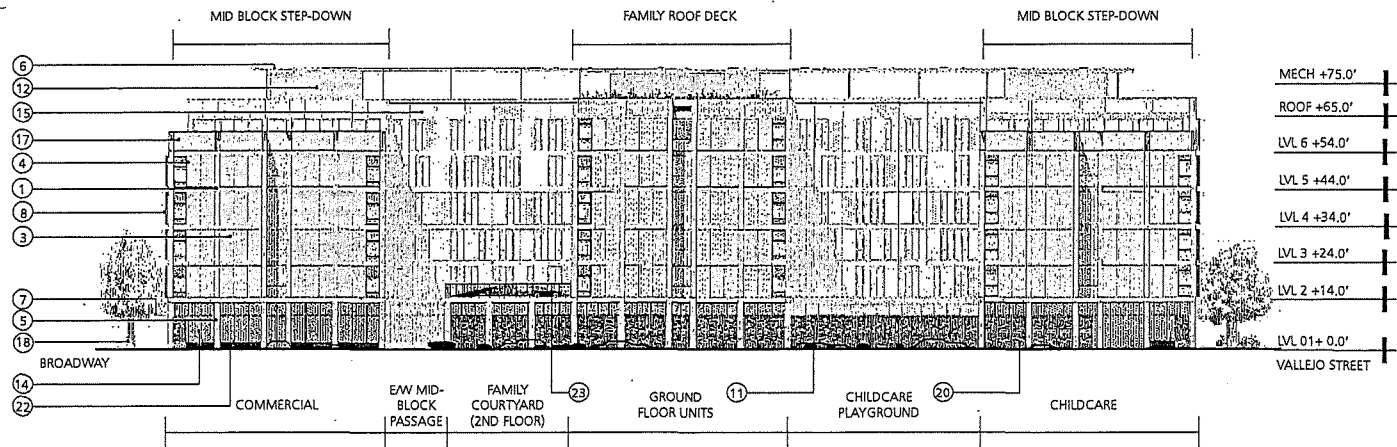 MID BLOCK STEP-DOWN
FAMILY ROOF DECK
MID BLOCK STEP-DOWN
6
12
15
17
4
1
8
3
7
5
18
14
22
MECH +75.0'
ROOF +65.0'
LVL 6 +54.0'
LVL 5 +44.0'
LVL 4 +34.0'
LVL 3 +24.0'
LVL 2 +14.0'
LVL 01+ 0.0'
VALLEJO STREET
BROADWAY
COMMERCIAL
E/W MID-
BLOCK
PASSAGE
FAMILY
COURTYARD
(2ND FLOOR)
23
GROUND
FLOOR UNITS
11
CHILDCARE
PLAYGROUND
20
CHILDCARE